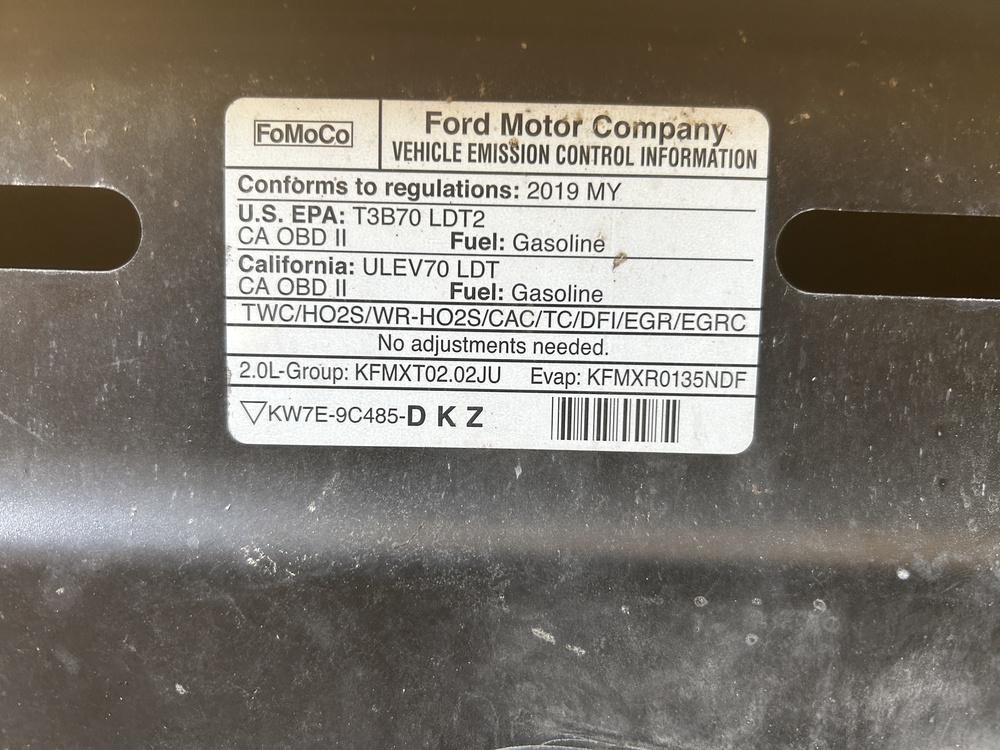 FoMoCo
Ford Motor Company
VEHICLE EMISSION CONTROL INFORMATION
Conforms to regulations: 2019 MY
U.S. EPA: T3B70 LDT2
CA OBD II Fuel: Gasoline
California: ULEV70 LDT
CA OBD II Fuel: Gasoline
TWC/HO2S/WR-HO2S/CAC/TC/DFI/EGR/EGRC
No adjustments needed.
2.0L-Group: KFMXT02.02JU Evap: KFMXR0135NDF
▽KW7E-9C485-D K Z